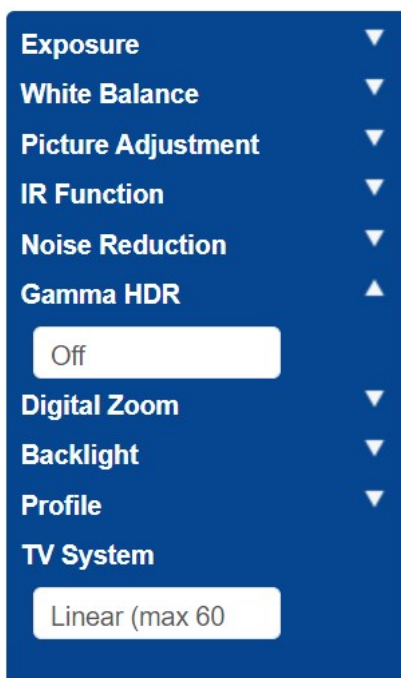 Exposure
White Balance
Picture Adjustment
IR Function
Noise Reduction
Gamma HDR
Off
Digital Zoom
Backlight
Profile
TV System
Linear (max 60